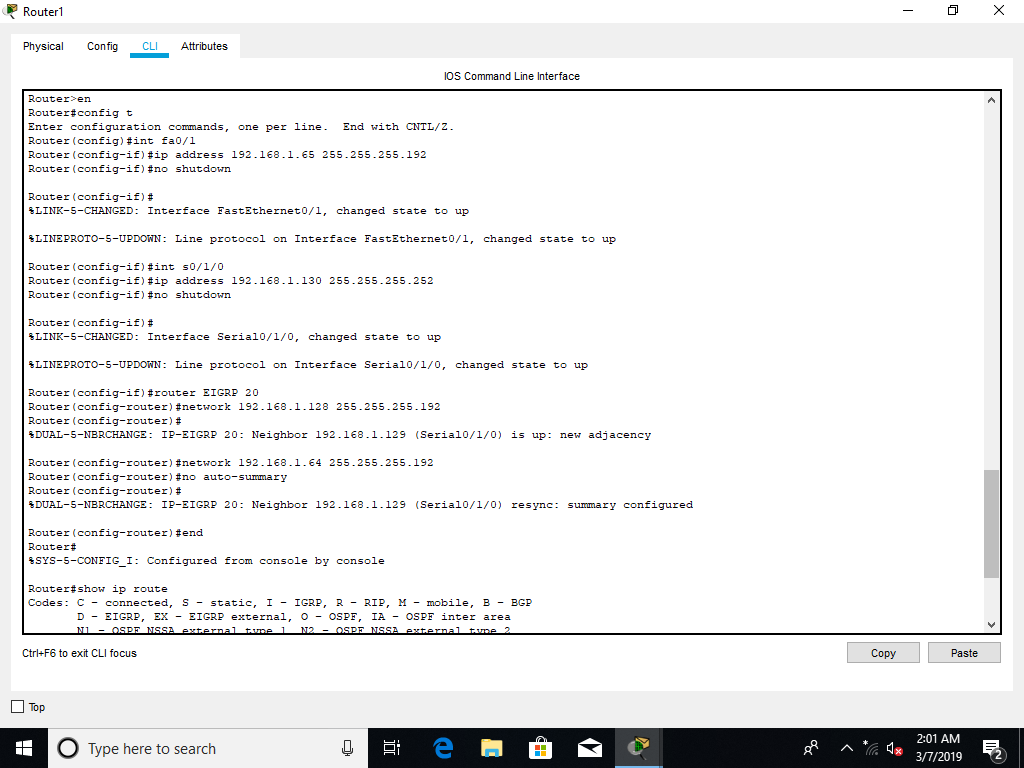 Router1
Physical Config CLI Attributes
IOS Command Line Interface
Router>en
Router#config t
Enter configuration commands, one per line.  End with CNTL/Z.
Router(config)#int fa0/1
Router(config-if)#ip address 192.168.1.65 255.255.255.192
Router(config-if)#no shutdown
Router(config-if)#
%LINK-5-CHANGED: Interface FastEthernet0/1, changed state to up
%LINEPROTO-5-UPDOWN: Line protocol on Interface FastEthernet0/1, changed state to up
Router(config-if)#int s0/1/0
Router(config-if)#ip address 192.168.1.130 255.255.255.252
Router(config-if)#no shutdown
Router(config-if)#
%LINK-5-CHANGED: Interface Serial0/1/0, changed state to up
%LINEPROTO-5-UPDOWN: Line protocol on Interface Serial0/1/0, changed state to up
Router(config-if)#router EIGRP 20
Router(config-router)#network 192.168.1.128 255.255.255.192
Router(config-router)#
%DUAL-5-NBRCHANGE: IP-EIGRP 20: Neighbor 192.168.1.129 (Serial0/1/0) is up: new adjacency
Router(config-router)#network 192.168.1.64 255.255.255.192
Router(config-router)#no auto-summary
Router(config-router)#
%DUAL-5-NBRCHANGE: IP-EIGRP 20: Neighbor 192.168.1.129 (Serial0/1/0) resync: summary configured
Router(config-router)#end
Router#
%SYS-5-CONFIG_I: Configured from console by console
Router#show ip route
Codes: C - connected, S - static, I - IGRP, R - RIP, M - mobile, B - BGP
D - EIGRP, EX - EIGRP external, O - OSPF, IA - OSPF inter area
N1 - OSPF NSSA external type 1, N2 - OSPF NSSA external type 2
Ctrl+F6 to exit CLI focus
Copy Paste
Top
Type here to search
2:01 AM
3/7/2019
2